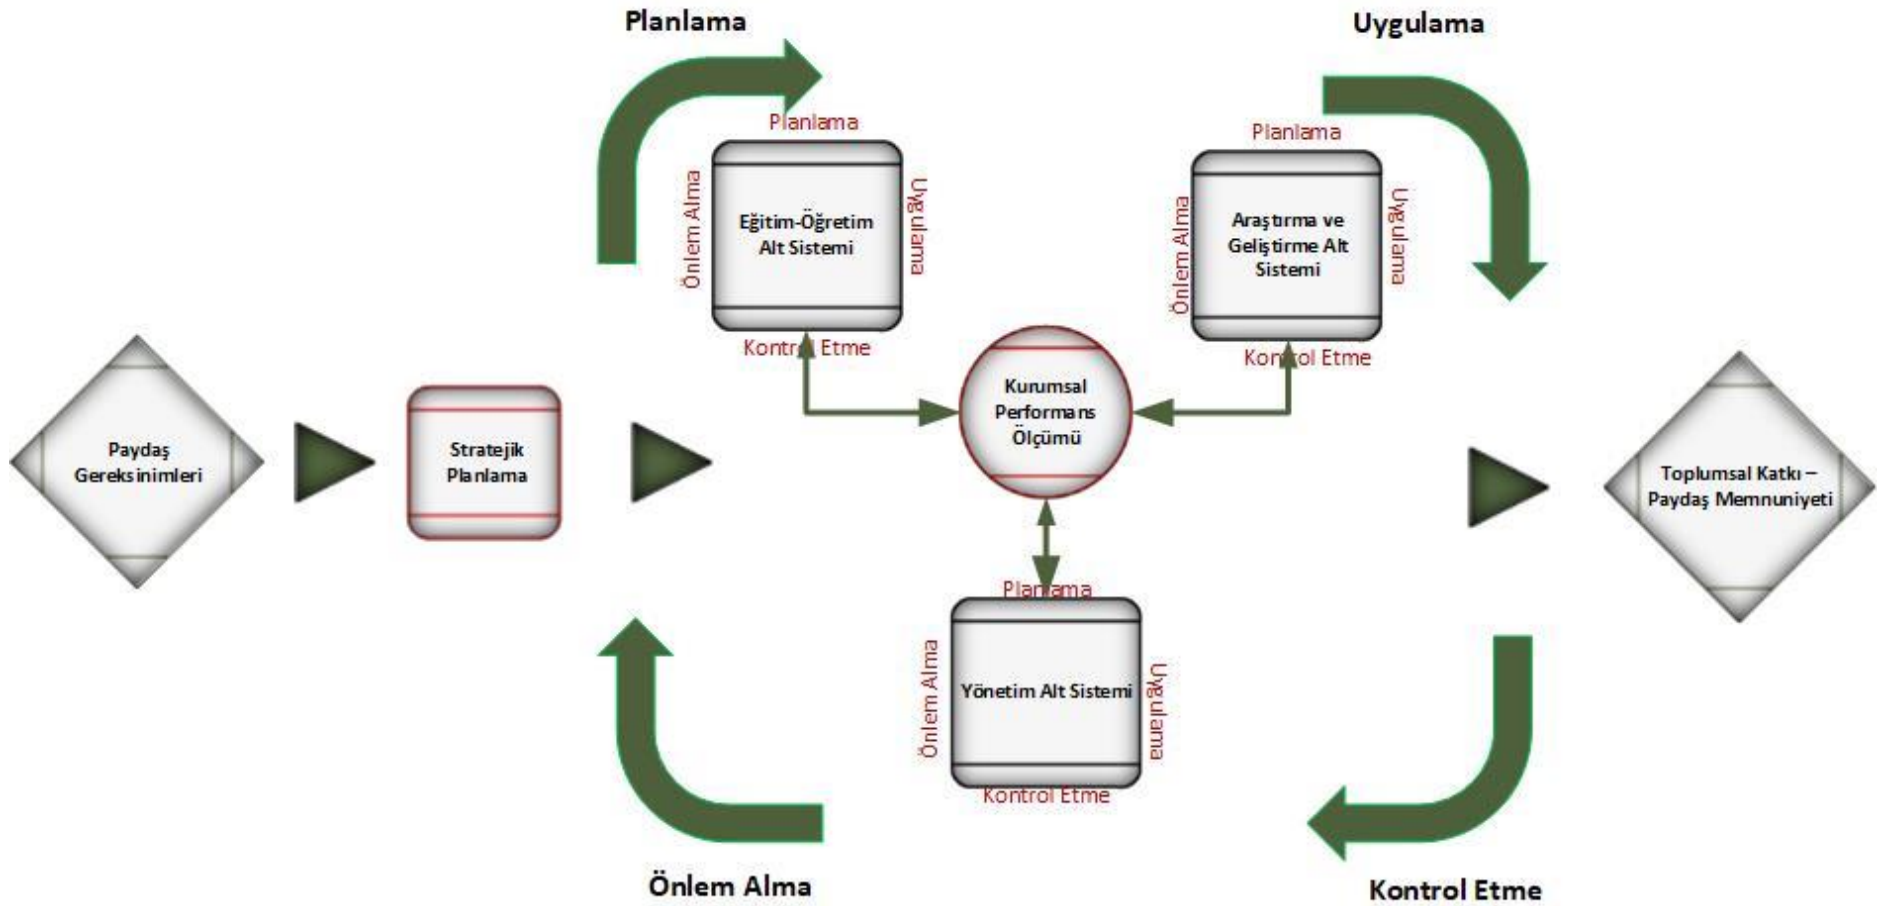 Planlama
Uygulama
Planlama
Önlem Alma
Eğitim-Öğretim
Alt Sistemi
Uygulama
Kontrol Etme
Planlama
Önlem Alma
Araştırma ve
Geliştirme Alt
Sistemi
Uygulama
Kontrol Etme
Paydaş
Gereksinimleri
Stratejik
Planlama
Kurumsal
Performans
Ölçümü
Toplumsal Katkı –
Paydaş Memnuniyeti
Planlama
Önlem Alma
Yönetim Alt Sistemi
Uygulama
Kontrol Etme
Önlem Alma
Kontrol Etme